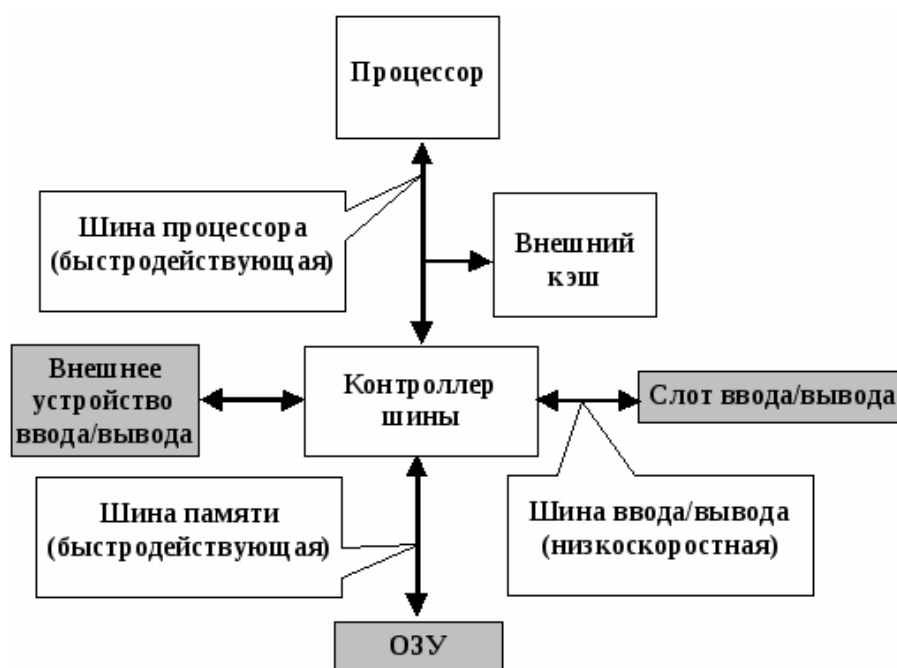 Процессор
Шина процессора
(быстродействующая)
Внешний
кэш
Внешнее
устройство
ввода/вывода
Контроллер
шины
Слот ввода/вывода
Шина памяти
(быстродействующая)
Шина ввода/вывода
(низкоскоростная)
ОЗУ